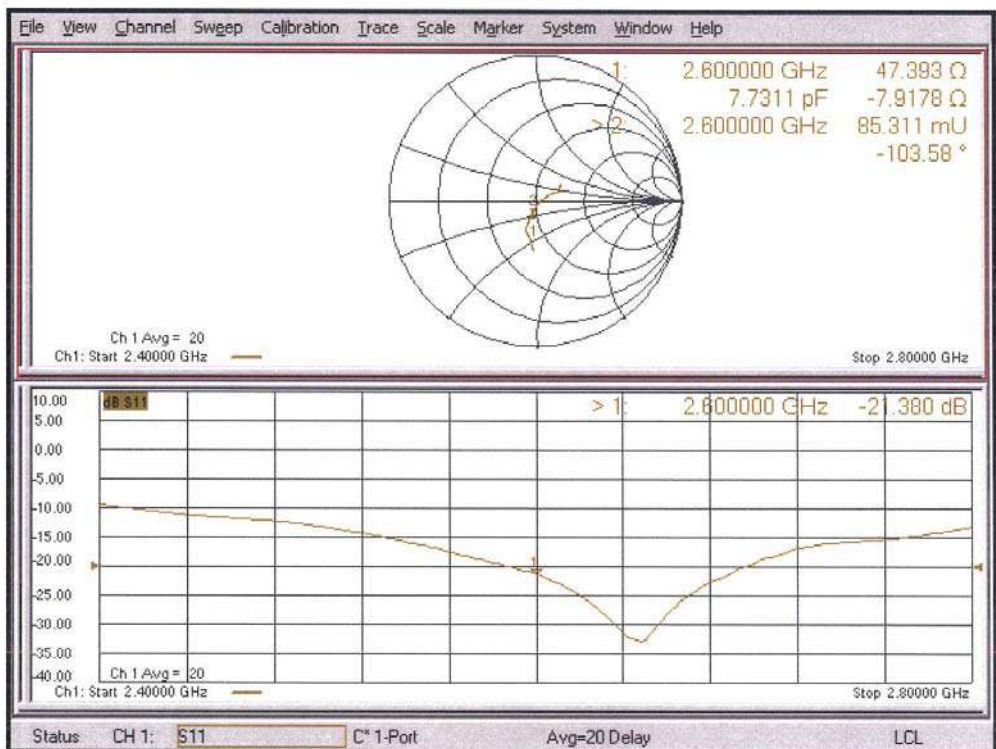 File View Channel Sweep Calibration Trace Scale Marker System Window Help
1: 2.600000 GHz 47.393 Ω
7.7311 pF -7.9178 Ω
> 2: 2.600000 GHz 85.311 mU
-103.58 °
1
Ch 1 Avg = 20
Ch1: Start 2.40000 GHz
Stop 2.80000 GHz
10.00
dB S11
> 1: 2.600000 GHz -21.380 dB
5.00
0.00
-5.00
-10.00
-15.00
-20.00
1
-25.00
-30.00
-35.00
-40.00
Ch 1 Avg = 20
Ch1: Start 2.40000 GHz
Stop 2.80000 GHz
Status CH 1: S11 C* 1-Port Avg=20 Delay LCL